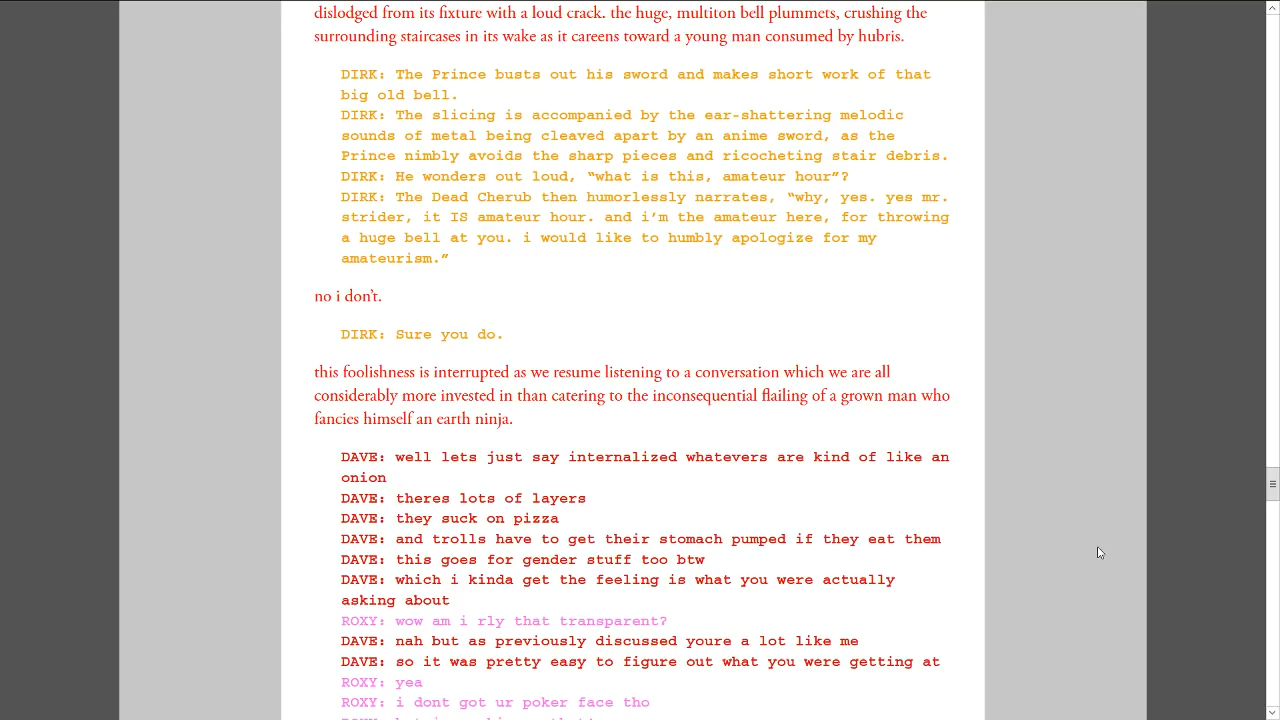 dislodged from its fixture with a loud crack. the huge, multiton bell plummets, crushing the
surrounding staircases in its wake as it careens toward a young man consumed by hubris.
DIRK: The Prince busts out his sword and makes short work of that
big old bell.
DIRK: The slicing is accompanied by the ear-shattering melodic
sounds of metal being cleaved apart by an anime sword, as the
Prince nimbly avoids the sharp pieces and ricocheting stair debris.
DIRK: He wonders out loud, “what is this, amateur hour”?
DIRK: The Dead Cherub then humorlessly narrates, “why, yes. yes mr.
strider, it IS amateur hour. and i’m the amateur here, for throwing
a huge bell at you. i would like to humbly apologize for my
amateurism.”
no i don’t.
DIRK: Sure you do.
this foolishness is interrupted as we resume listening to a conversation which we are all
considerably more invested in than catering to the inconsequential flailing of a grown man who
fancies himself an earth ninja.
DAVE: well lets just say internalized whatevers are kind of like an
onion
DAVE: theres lots of layers
DAVE: they suck on pizza
DAVE: and trolls have to get their stomach pumped if they eat them
DAVE: this goes for gender stuff too btw
DAVE: which i kinda get the feeling is what you were actually
asking about
ROXY: wow am i rly that transparent?
DAVE: nah but as previously discussed youre a lot like me
DAVE: so it was pretty easy to figure out what you were getting at
ROXY: yea
ROXY: i dont got ur poker face tho